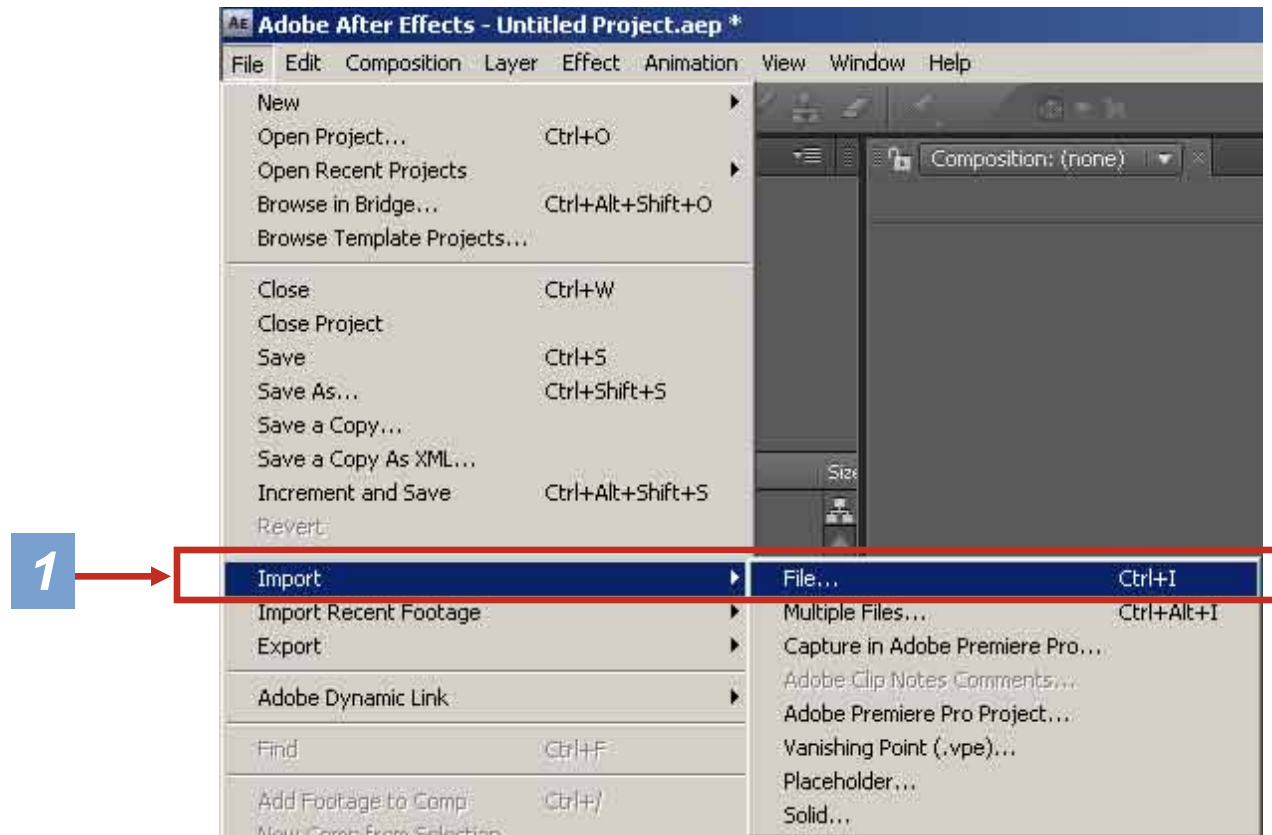 AE Adobe After Effects - Untitled Project.aep *
File Edit Composition Layer Effect Animation View Window Help
New
Open Project... Ctrl+O
Open Recent Projects
Browse in Bridge... Ctrl+Alt+Shift+O
Browse Template Projects...
Composition: (none)
Close Ctrl+W
Close Project
Save Ctrl+S
Save As... Ctrl+Shift+S
Save a Copy...
Save a Copy As XML...
Increment and Save Ctrl+Alt+Shift+S
Revert
Size
1
Import File... Ctrl+I
Import Recent Footage Multiple Files... Ctrl+Alt+I
Export Capture in Adobe Premiere Pro...
Adobe Clip Notes Comments...
Adobe Dynamic Link Adobe Premiere Pro Project...
Find Ctrl+F Vanishing Point (.vpe)...
Placeholder...
Add Footage to Comp Ctrl+/ Solid...
New Comp from Selection